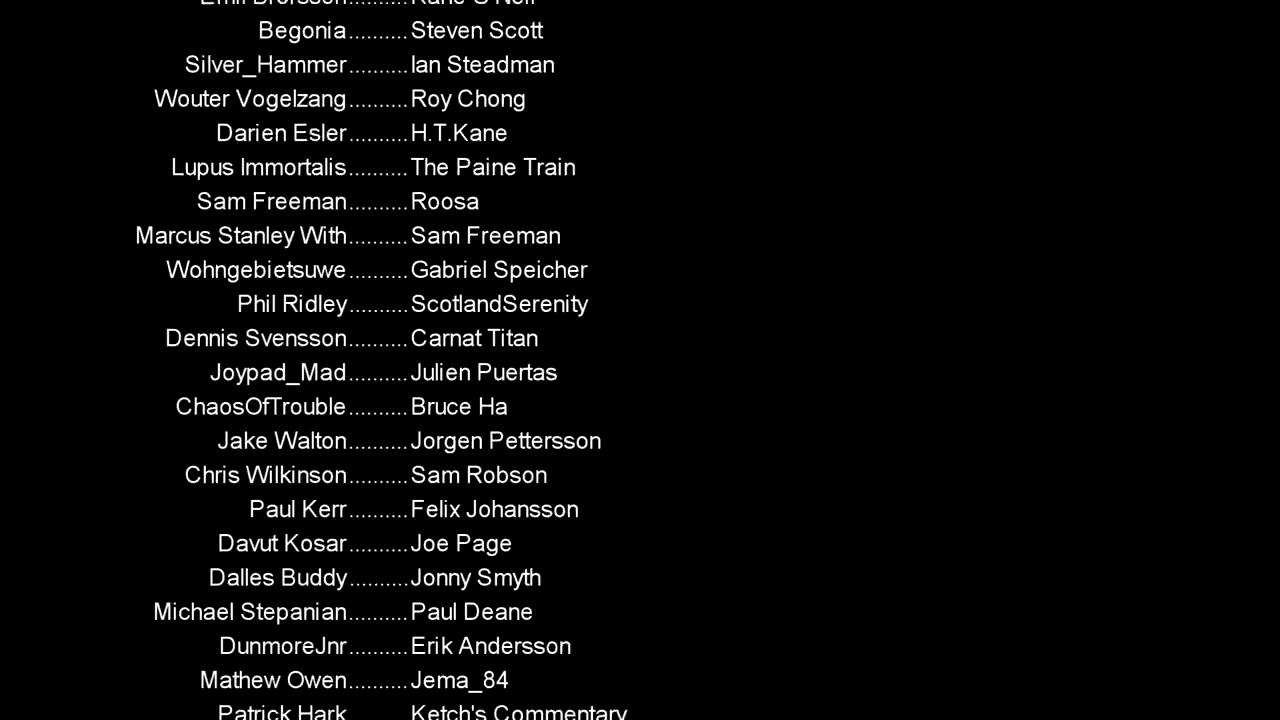 Begonia..........Steven Scott
Silver_Hammer..........Ian Steadman
Wouter Vogelzang..........Roy Chong
Darien Esler..........H.T.Kane
Lupus Immortalis..........The Paine Train
Sam Freeman..........Roosa
Marcus Stanley With..........Sam Freeman
Wohngebietsuwe..........Gabriel Speicher
Phil Ridley..........ScotlandSerenity
Dennis Svensson..........Carnat Titan
Joypad_Mad..........Julien Puertas
ChaosOfTrouble..........Bruce Ha
Jake Walton..........Jorgen Pettersson
Chris Wilkinson..........Sam Robson
Paul Kerr..........Felix Johansson
Davut Kosar..........Joe Page
Dalles Buddy..........Jonny Smyth
Michael Stepanian..........Paul Deane
DunmoreJnr..........Erik Andersson
Mathew Owen..........Jema_84
Patrick Hark Ketch's Commentary